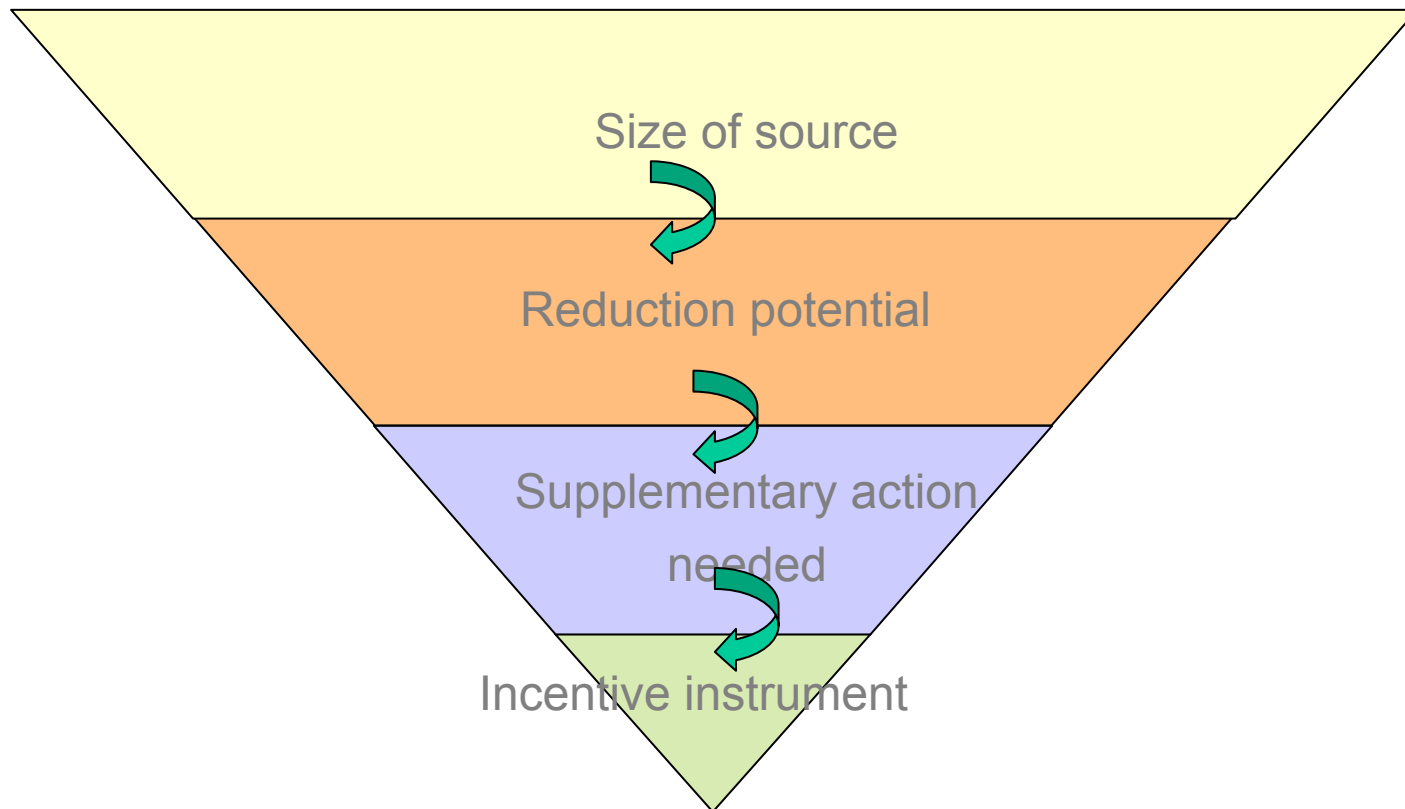 Size of source
Reduction potential
Supplementary action
needed
Incentive instrument